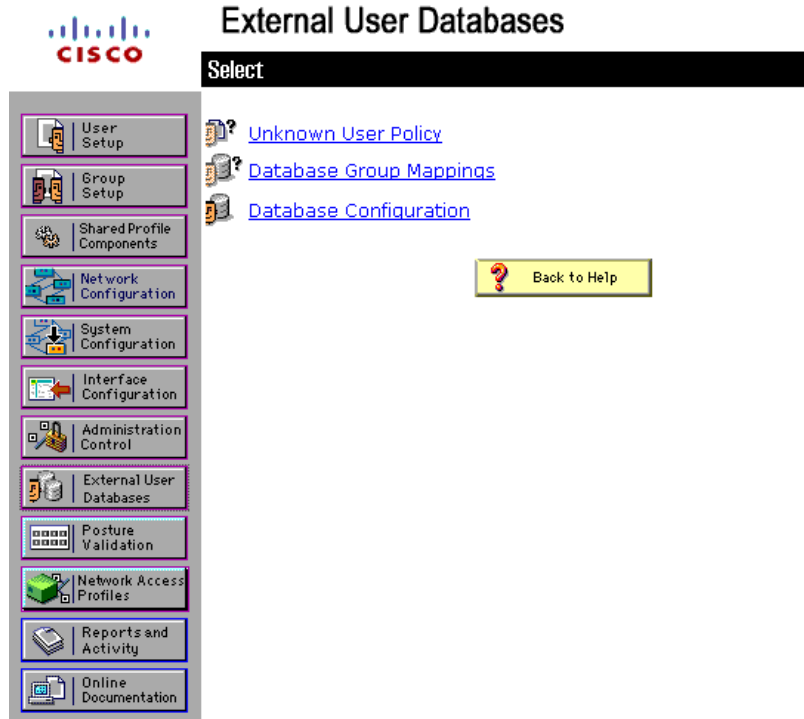 External User Databases
CISCO
Select
User
Setup
Group
Setup
Shared Profile
Components
Network
Configuration
System
Configuration
Interface
Configuration
Administration
Control
External User
Databases
Posture
Validation
Network Access
Profiles
Reports and
Activity
Online
Documentation
Unknown User Policy
Database Group Mappings
Database Configuration
Back to Help